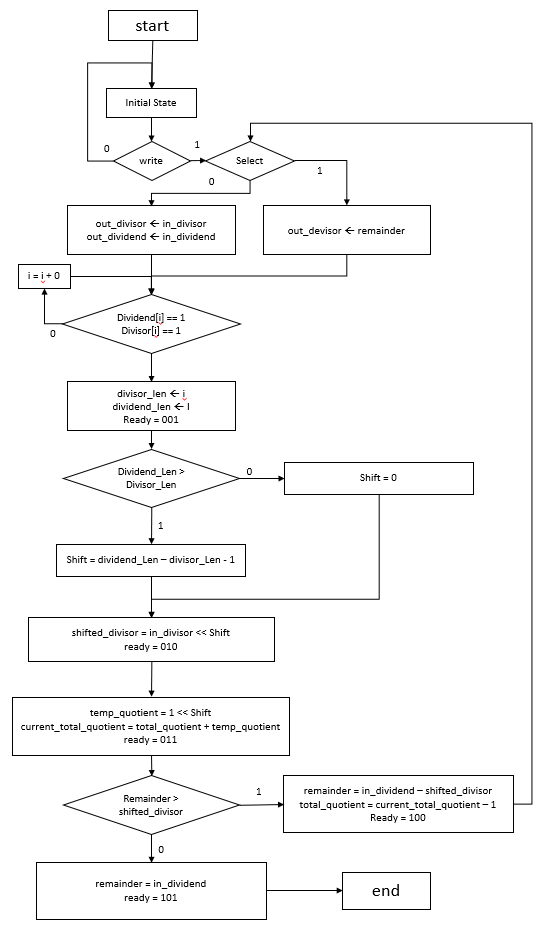 start
Initial State
0
write
1
Select
1
0
out_divisor ← in_divisor
out_dividend ← in_dividend
out_devisor ← remainder
i = i + 0
Dividend[i] == 1
Divisor[i] == 1
0
divisor_len ← i
dividend_len ← I
Ready = 001
Dividend_Len >
Divisor_Len
0
Shift = 0
1
Shift = dividend_Len – divisor_Len - 1
shifted_divisor = in_divisor << Shift
ready = 010
temp_quotient = 1 << Shift
current_total_quotient = total_quotient + temp_quotient
ready = 011
Remainder >
shifted_divisor
1
remainder = in_dividend – shifted_divisor
total_quotient = current_total_quotient – 1
Ready = 100
0
remainder = in_dividend
ready = 101
end